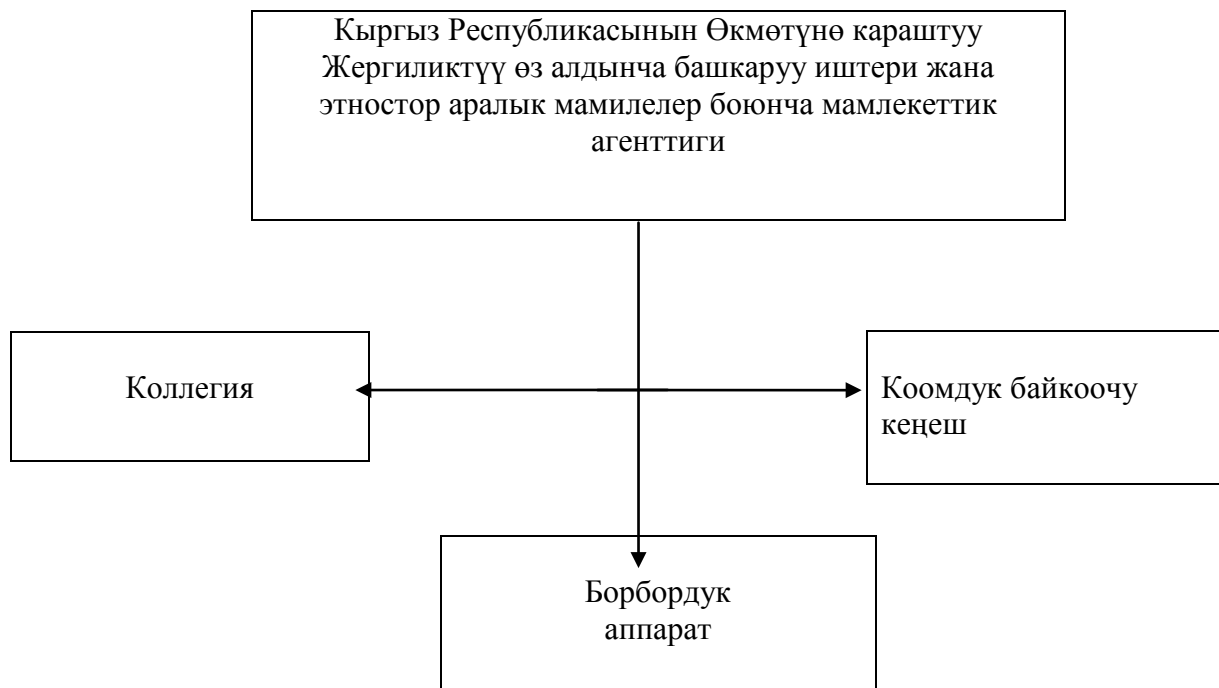 Кыргыз Республикасынын Өкмөтүнө караштуу
Жергиликтүү өз алдынча башкаруу иштери жана
этностор аралык мамилелер боюнча мамлекеттик
агенттиги
Коллегия
Коомдук байкоочу
кеңеш
Борбордук
аппарат